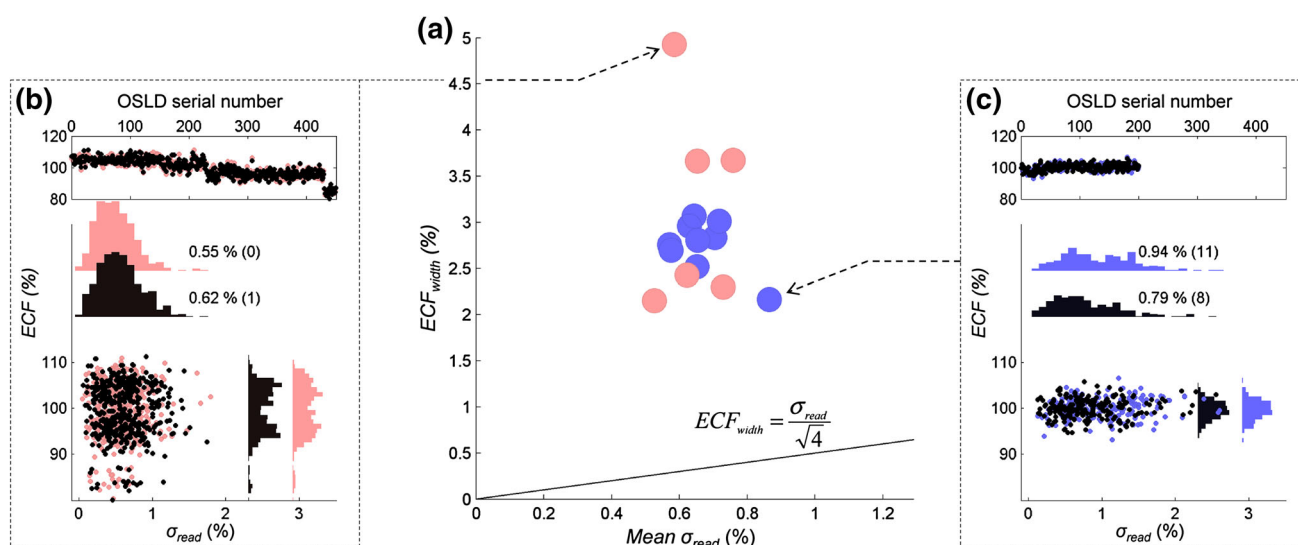 (a)
5
4.5
4
3.5
3
2.5
2
1.5
1
0.5
0
ECF_width (%)
0 0.2 0.4 0.6 0.8 1 1.2
Mean σ_read (%)
ECF_width = σ_read / √4
(b)
OSLD serial number
0 100 200 300 400
120
100
80
0.55 % (0)
0.62 % (1)
ECF (%)
110
100
90
0 1 2 3
σ_read (%)
(c)
OSLD serial number
0 100 200 300 400
120
100
80
0.94 % (11)
0.79 % (8)
ECF (%)
110
100
90
0 1 2 3
σ_read (%)